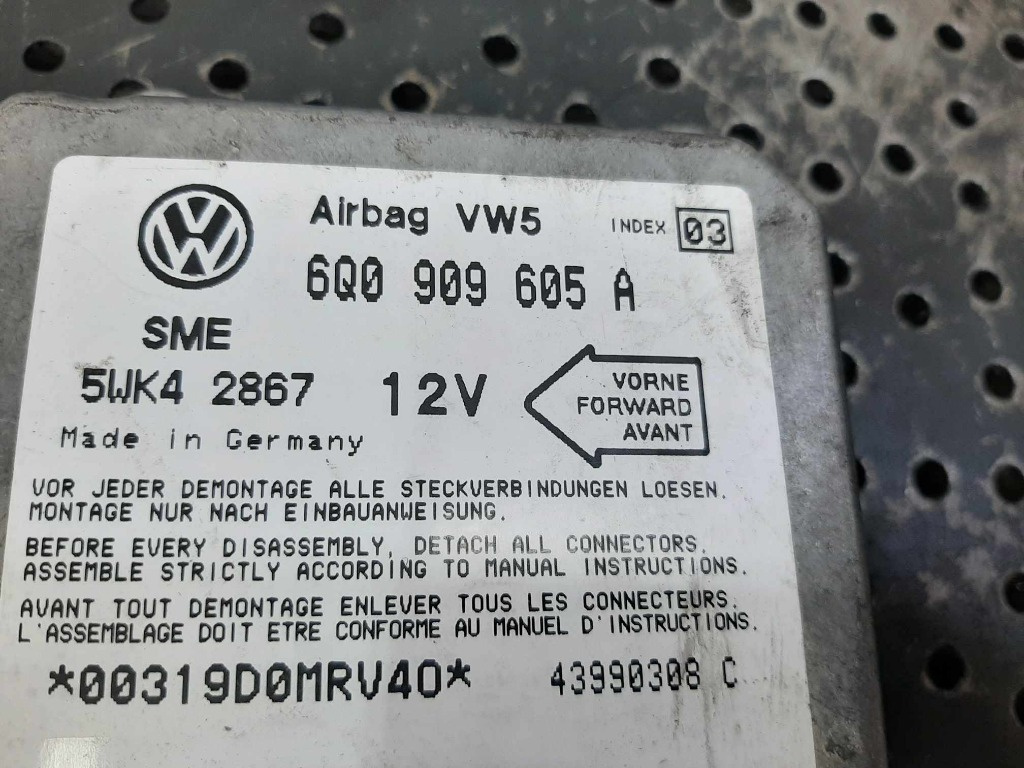 Airbag VW5 INDEX 03
6Q0 909 605 A
SME
5WK4 2867 12V
VORNE
FORWARD
AVANT
Made in Germany
VOR JEDER DEMONTAGE ALLE STECKVERBINDUNGEN LOESEN.
MONTAGE NUR NACH EINBAUANWEISUNG.
BEFORE EVERY DISASSEMBLY, DETACH ALL CONNECTORS.
ASSEMBLE STRICTLY ACCORDING TO MANUAL INSTRUCTIONS.
AVANT TOUT DEMONTAGE ENLEVER TOUS LES CONNECTEURS.
L'ASSEMBLAGE DOIT ETRE CONFORME AU MANUEL D'INSTRUCTIONS.
*00319D0MRV40* 43990308 C